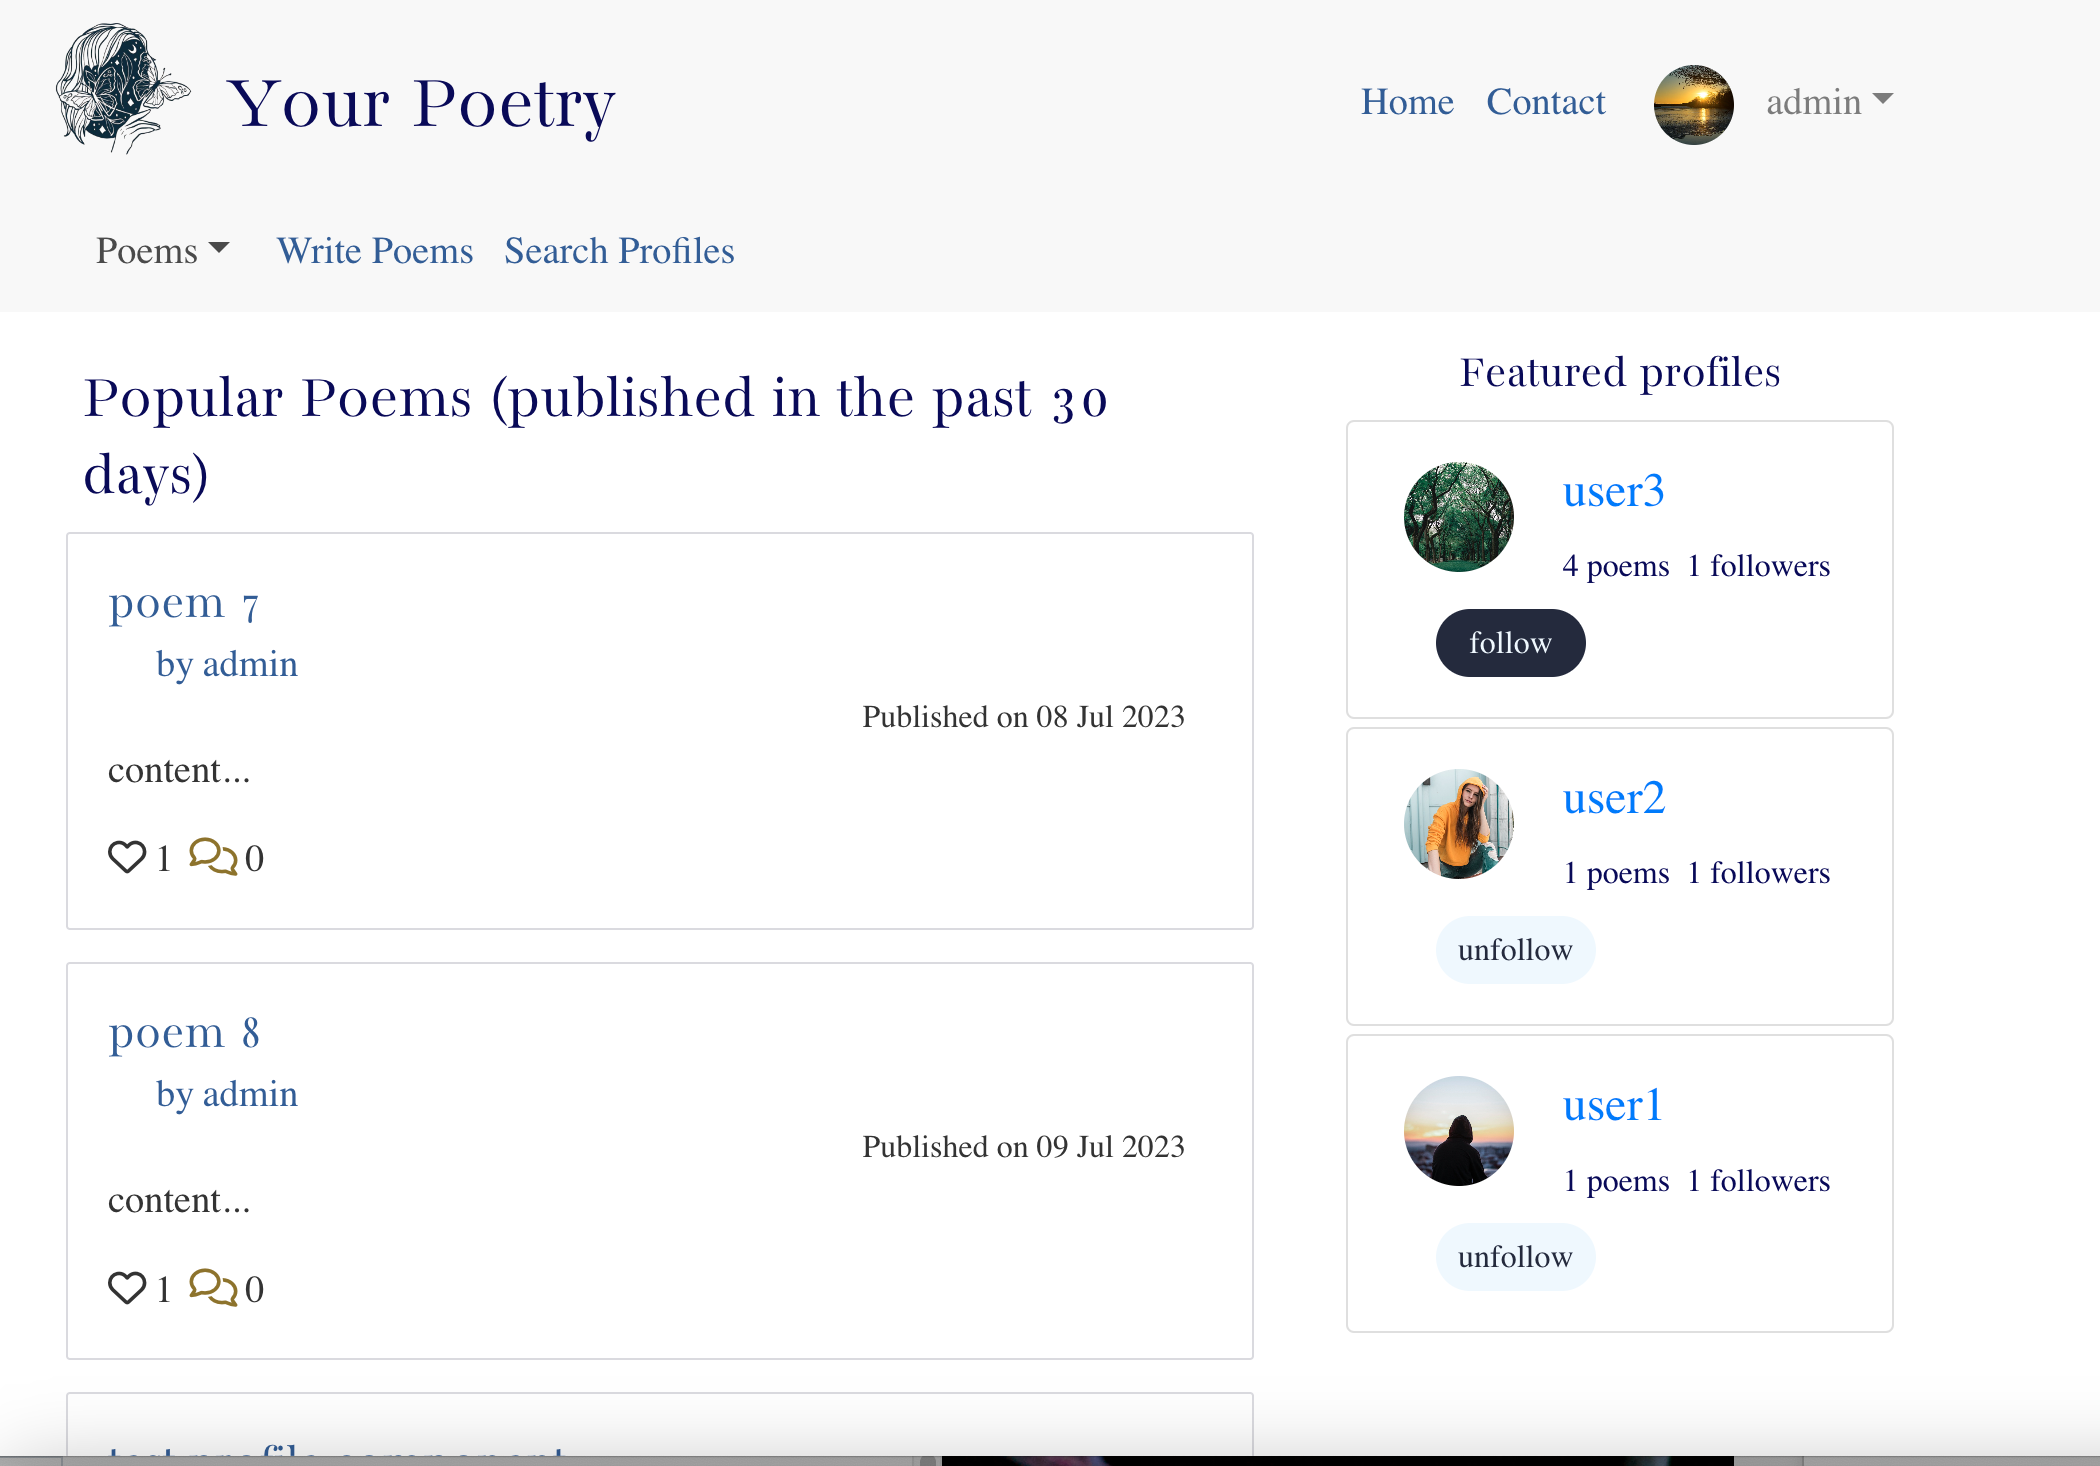 Your Poetry
Home Contact admin
Poems Write Poems Search Profiles
Popular Poems (published in the past 30
days)
poem 7
by admin
Published on 08 Jul 2023
content...
1 0
poem 8
by admin
Published on 09 Jul 2023
content...
1 0
test profile component
Featured profiles
user3
4 poems 1 followers
follow
user2
1 poems 1 followers
unfollow
user1
1 poems 1 followers
unfollow